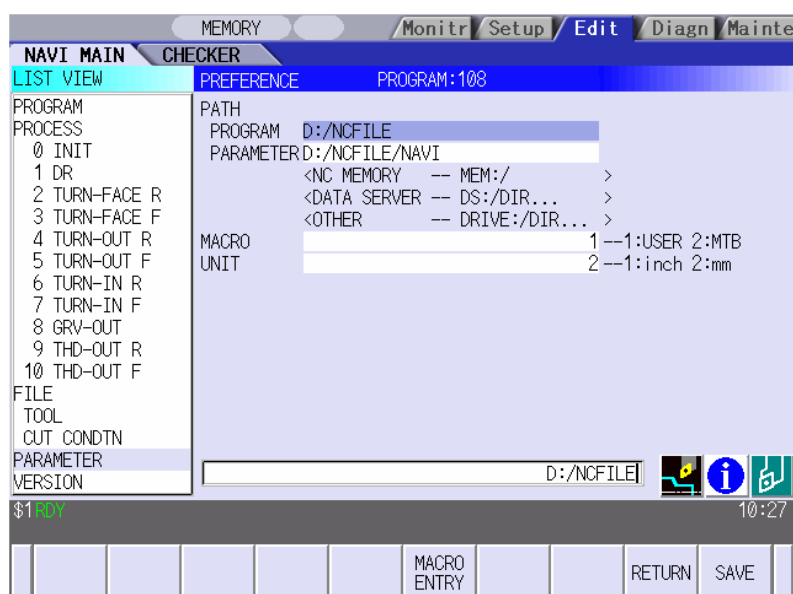 MEMORY Monitr Setup Edit Diagn Mainte
NAVI MAIN CHECKER
LIST VIEW PREFERENCE PROGRAM:108
PROGRAM
PROCESS
0 INIT
1 DR
2 TURN-FACE R
3 TURN-FACE F
4 TURN-OUT R
5 TURN-OUT F
6 TURN-IN R
7 TURN-IN F
8 GRV-OUT
9 THD-OUT R
10 THD-OUT F
FILE
TOOL
CUT CONDTN
PARAMETER
VERSION
PATH
PROGRAM D:/NCFILE
PARAMETER D:/NCFILE/NAVI
<NC MEMORY -- MEM:/ >
<DATA SERVER -- DS:/DIR... >
<OTHER -- DRIVE:/DIR... >
MACRO 1 --1:USER 2:MTB
UNIT 2 --1:inch 2:mm
D:/NCFILE
$1 RDY 10:27
MACRO ENTRY RETURN SAVE